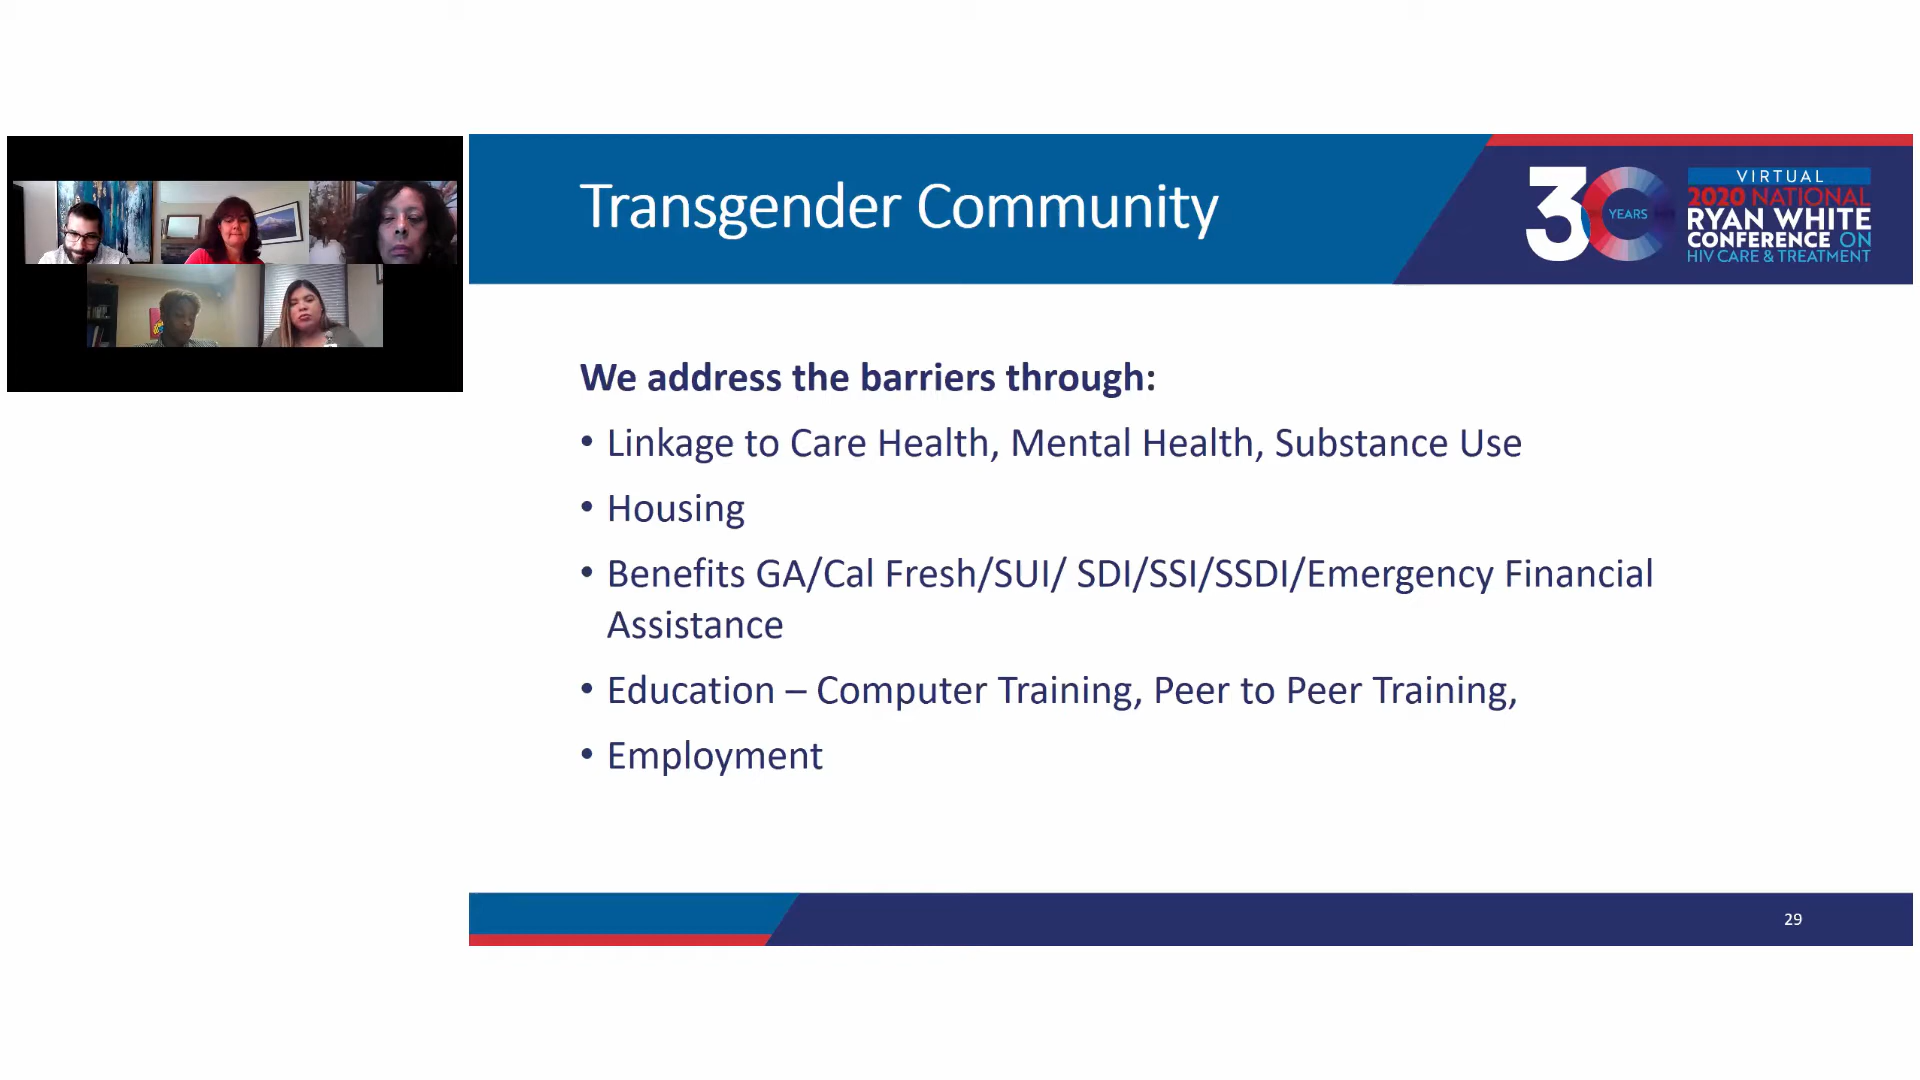 Transgender Community
30
YEARS
VIRTUAL
2020 NATIONAL
RYAN WHITE
CONFERENCE ON
HIV CARE & TREATMENT
We address the barriers through:
• Linkage to Care Health, Mental Health, Substance Use
• Housing
• Benefits GA/Cal Fresh/SUI/ SDI/SSI/SSDI/Emergency Financial
Assistance
• Education – Computer Training, Peer to Peer Training,
• Employment
29